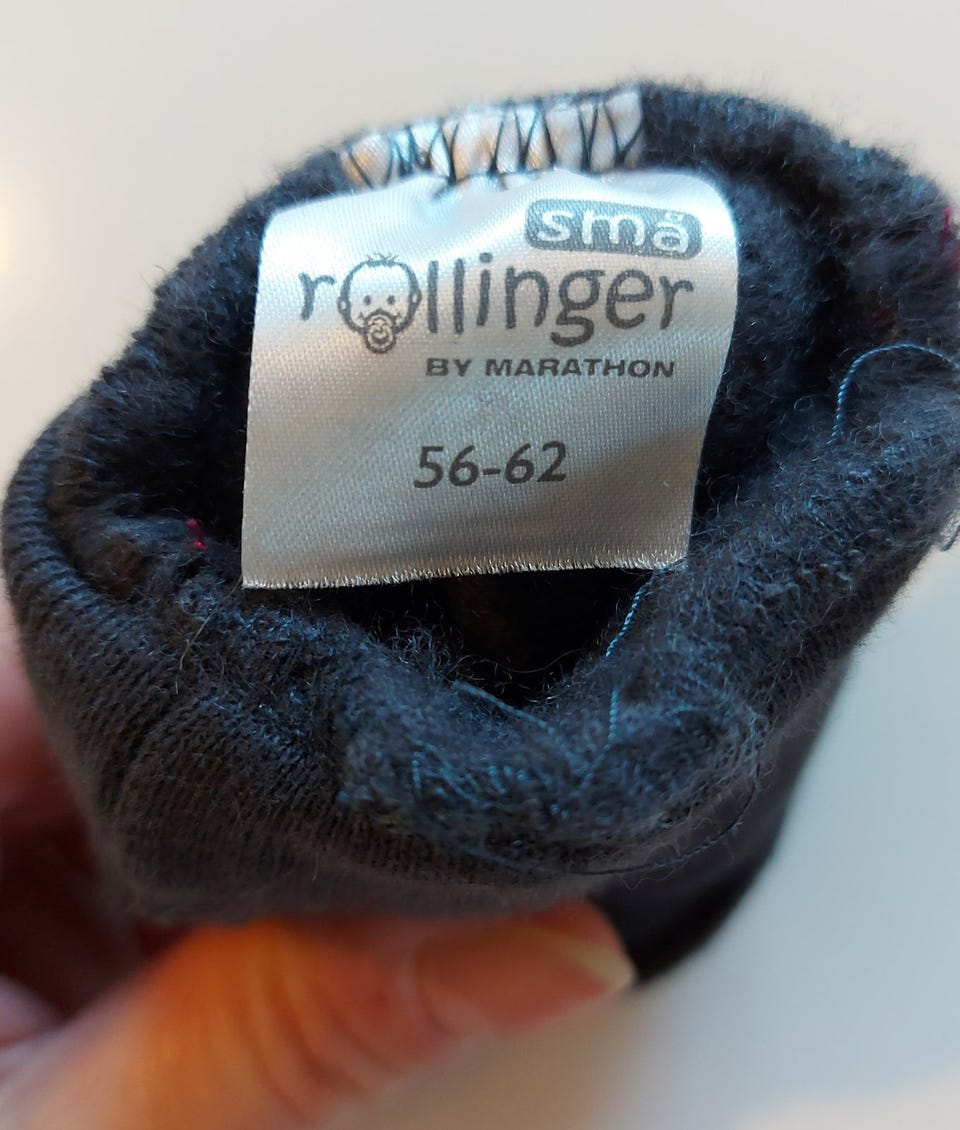 små
rollinger
BY MARATHON
56-62